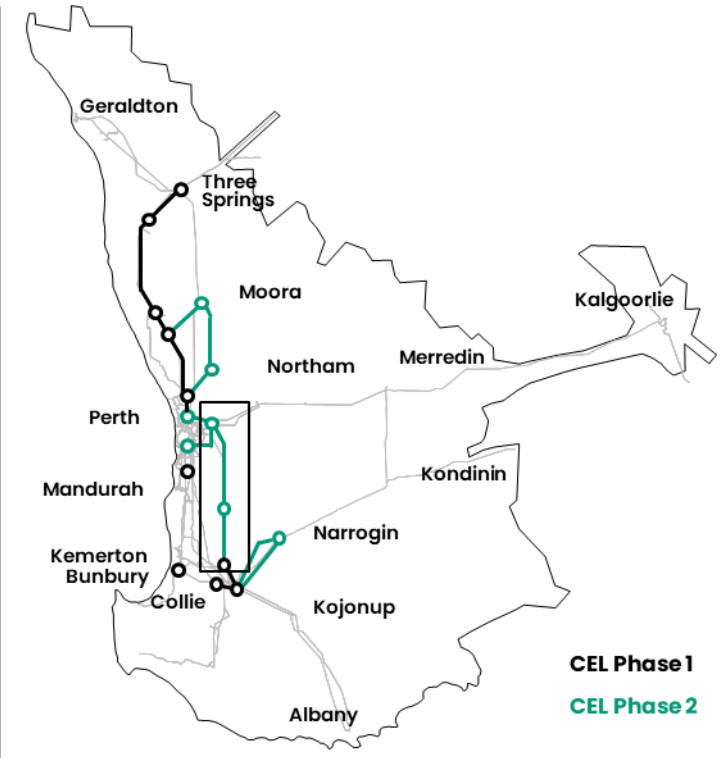 Geraldton
Three
Springs
Moora
Kalgoorlie
Merredin
Northam
Perth
Kondinin
Mandurah
Narrogin
Kemerton
Bunbury
Collie
Kojonup
CEL Phase 1
CEL Phase 2
Albany